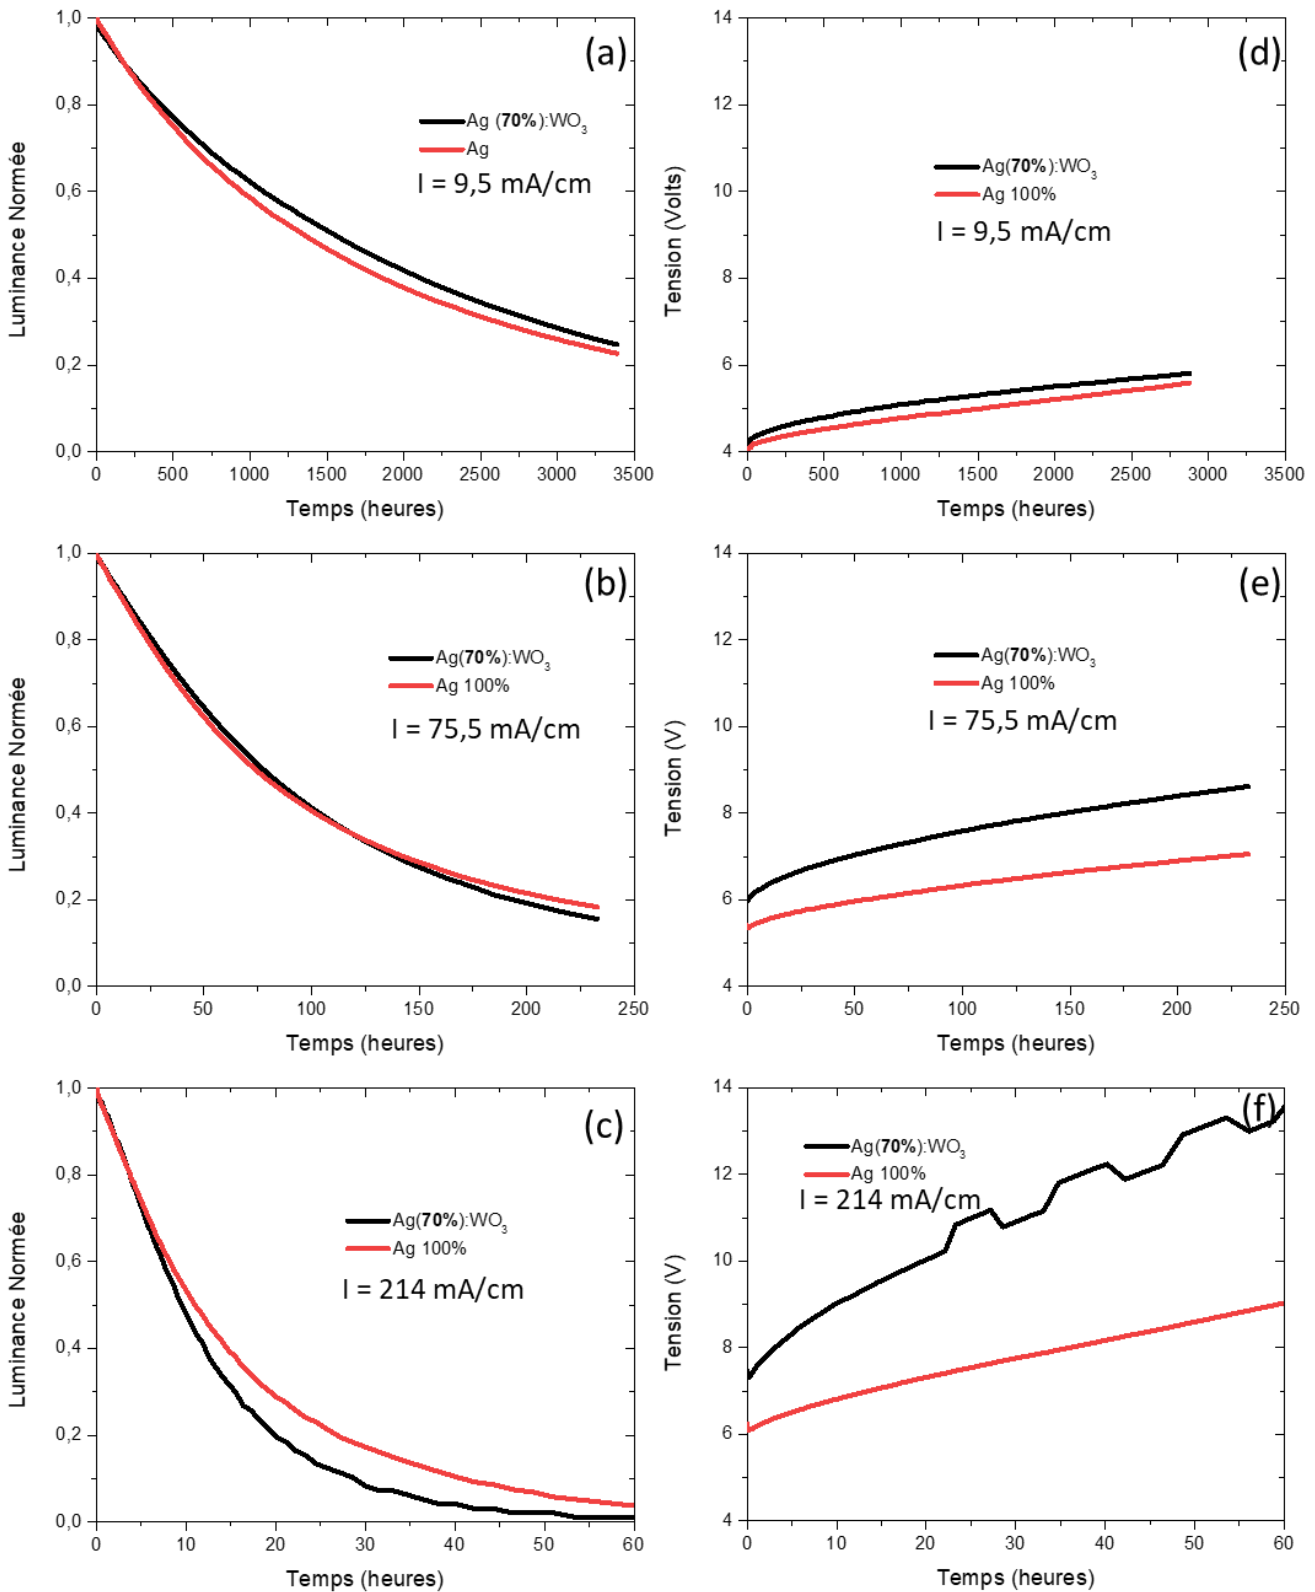 (a)
1,0
0,8
0,6
0,4
0,2
0,0
Luminance Normée
Ag (70%):WO3
Ag
I = 9,5 mA/cm
0 500 1000 1500 2000 2500 3000 3500
Temps (heures)
(d)
14
12
10
8
6
4
Tension (Volts)
Ag(70%):WO3
Ag 100%
I = 9,5 mA/cm
0 500 1000 1500 2000 2500 3000 3500
Temps (heures)
(b)
1,0
0,8
0,6
0,4
0,2
0,0
Luminance Normée
Ag(70%):WO3
Ag 100%
I = 75,5 mA/cm
0 50 100 150 200 250
Temps (heures)
(e)
14
12
10
8
6
4
Tension (V)
Ag(70%):WO3
Ag 100%
I = 75,5 mA/cm
0 50 100 150 200 250
Temps (heures)
(c)
1,0
0,8
0,6
0,4
0,2
0,0
Luminance Normée
Ag(70%):WO3
Ag 100%
I = 214 mA/cm
0 10 20 30 40 50 60
Temps (heures)
(f)
14
12
10
8
6
4
Tension (V)
Ag(70%):WO3
Ag 100%
I = 214 mA/cm
0 10 20 30 40 50 60
Temps (heures)